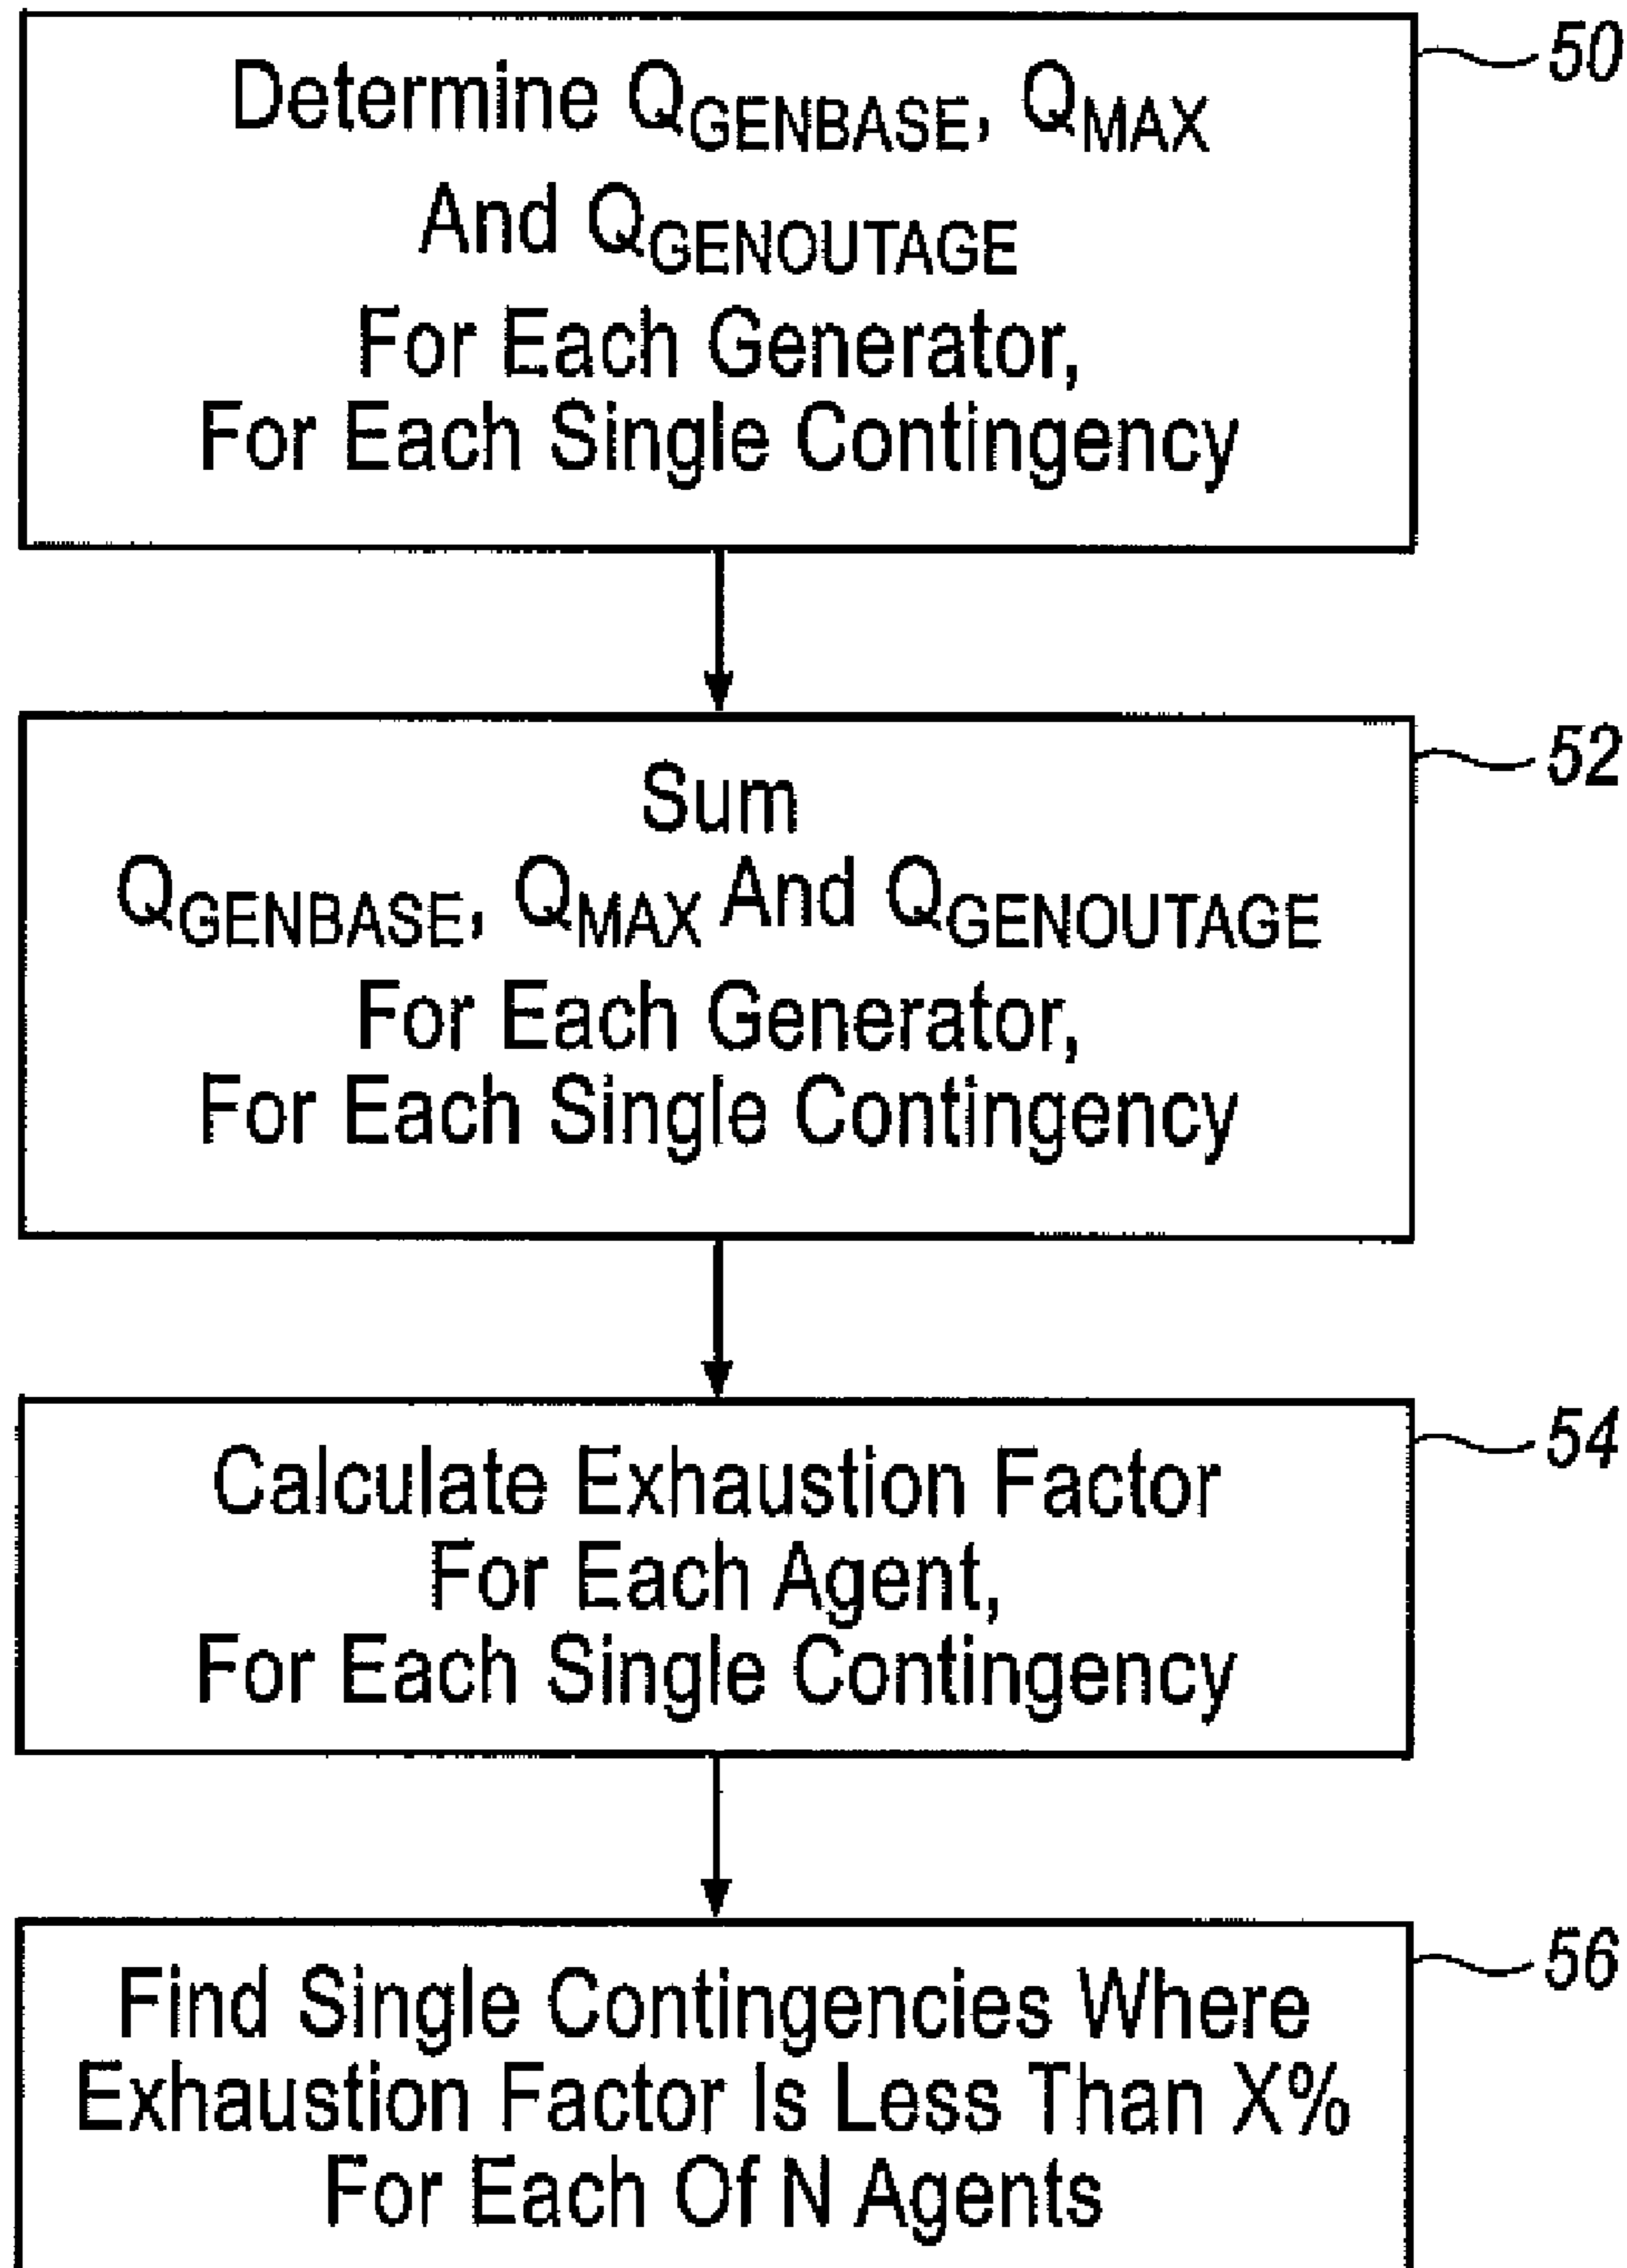 Determine QGENBASE, QMAX
And QGENOUTAGE
For Each Generator,
For Each Single Contingency
50
Sum
QGENBASE, QMAX And QGENOUTAGE
For Each Generator,
For Each Single Contingency
52
Calculate Exhaustion Factor
For Each Agent,
For Each Single Contingency
54
Find Single Contingencies Where
Exhaustion Factor Is Less Than X%
For Each Of N Agents
56